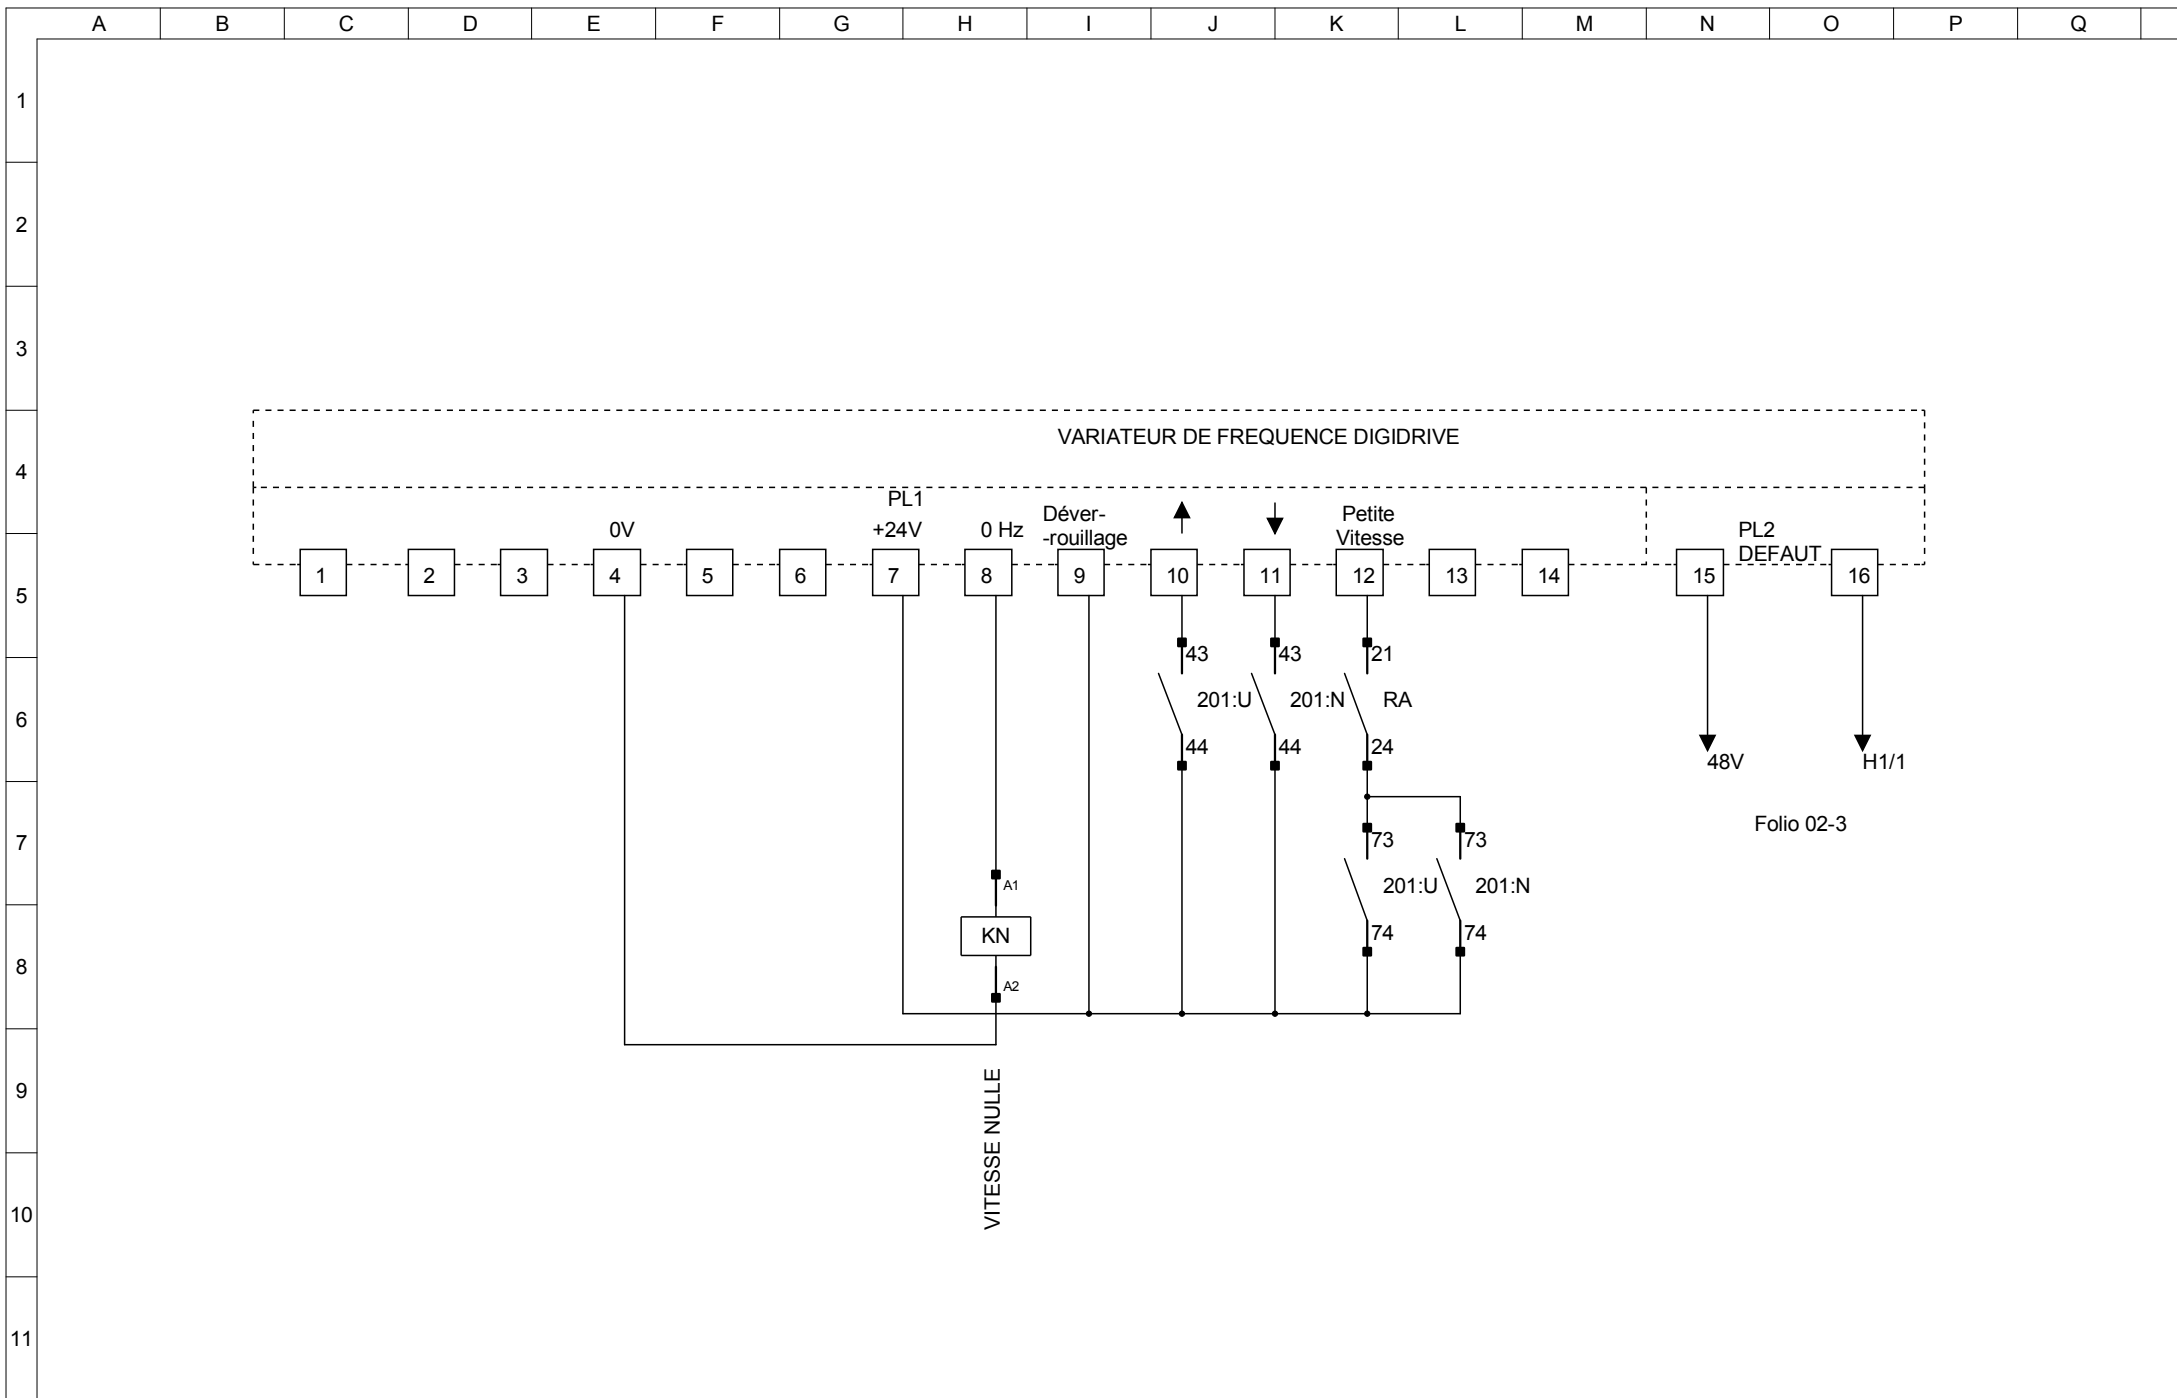 A B C D E F G H I J K L M N O P Q
1
2
3
VARIATEUR DE FREQUENCE DIGIDRIVE
4
PL1
0V +24V 0 Hz
Déver-
-rouillage
Petite
Vitesse
PL2
DEFAUT
1 2 3 4 5 6 7 8 9 10 11 12 13 14 15 16
5
43 43 21
201:U 201:N RA
6
44 44 24
48V H1/1
Folio 02-3
7
73 73
A1
201:U 201:N
KN
74 74
8
A2
VITESSE NULLE
9
10
11